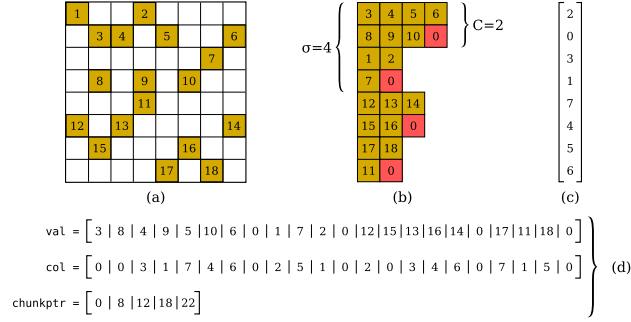 1 2
3 4 5 6
7
8 9 10
11
12 13 14
15 16
17 18
(a)
σ=4
3 4 5 6
8 9 10 0
C=2
1 2
7 0
12 13 14
15 16 0
17 18
11 0
(b)
2
0
3
1
7
4
5
6
(c)
val = [3|8|4|9|5|10|6|0|1|7|2|0|12|15|13|16|14|0|17|11|18|0]
col = [0|0|3|1|7|4|6|0|2|5|1|0|2|0|3|4|6|0|7|1|5|0]
(d)
chunkptr = [0|8|12|18|22]